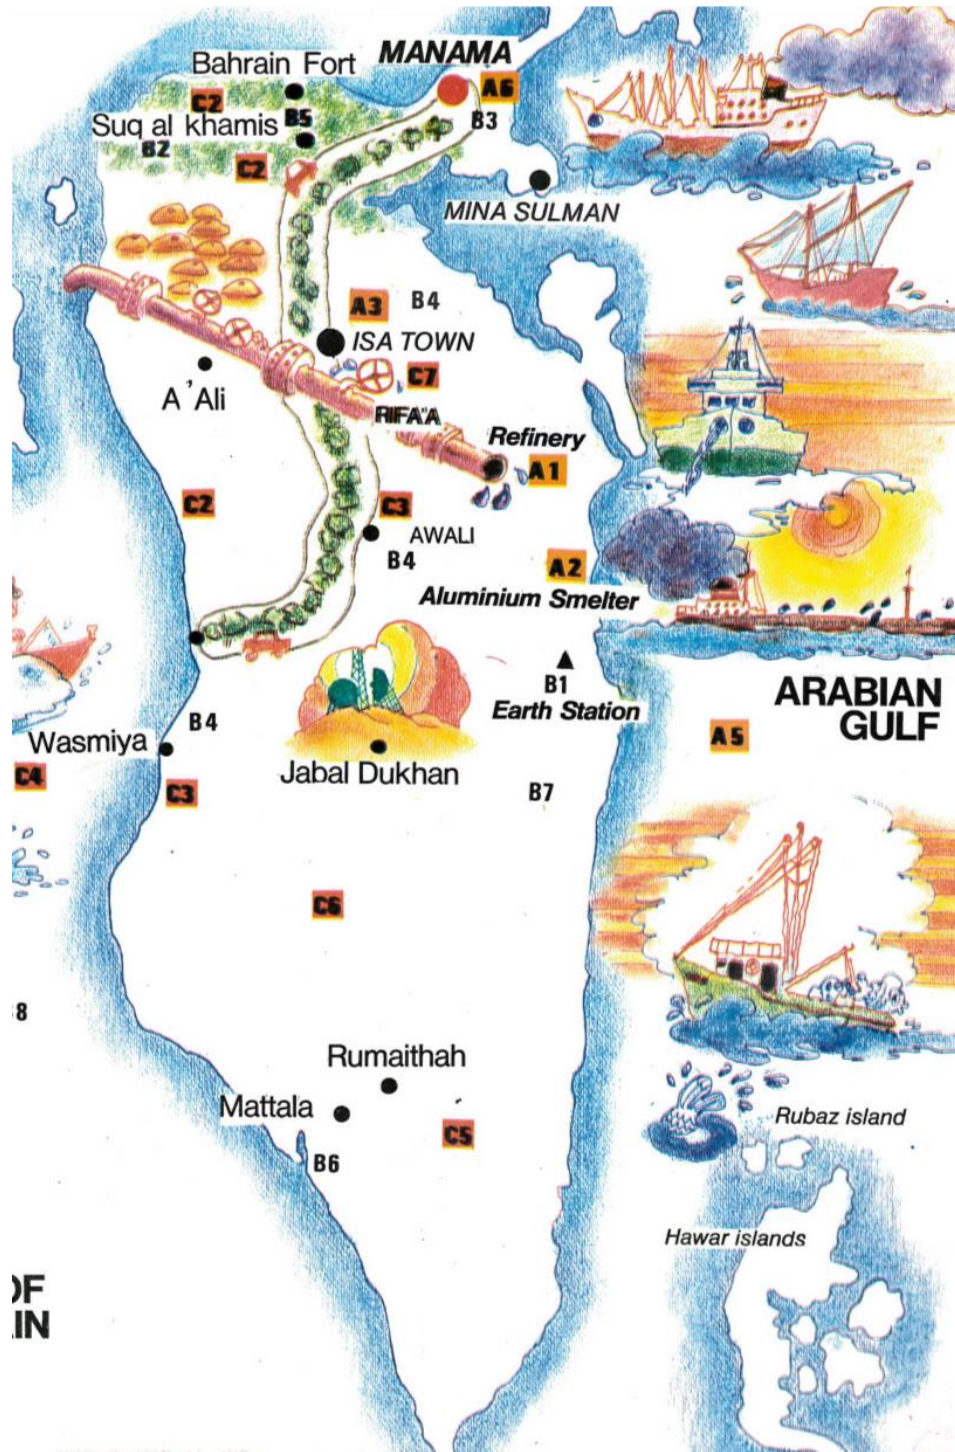 MANAMA
Bahrain Fort
C2
A6
B5
B3
Suq al khamis
B2
C2
MINA SULMAN
A3
B4
ISA TOWN
A'Ali
C7
RIFA'A
Refinery
A1
C2
C3
AWALI
B4
A2
Aluminium Smelter
B1
Earth Station
ARABIAN
GULF
B4
Wasmiya
A5
C4
Jabal Dukhan
C3
B7
C6
8
Rumaithah
Mattala
Rubaz island
C5
B6
Hawar islands
OF
IN